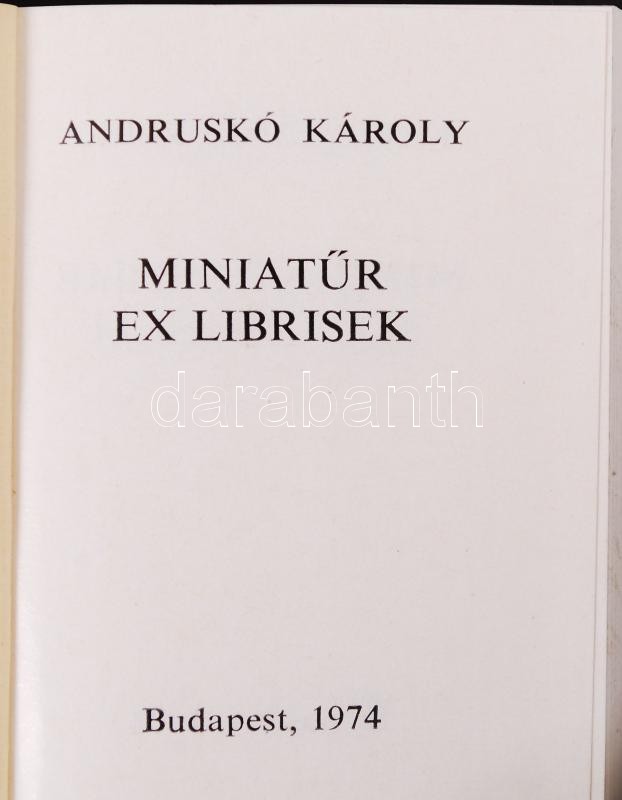 ANDRUSKÓ KÁROLY
MINIATŰR
EX LIBRISEK
darabanth
Budapest, 1974